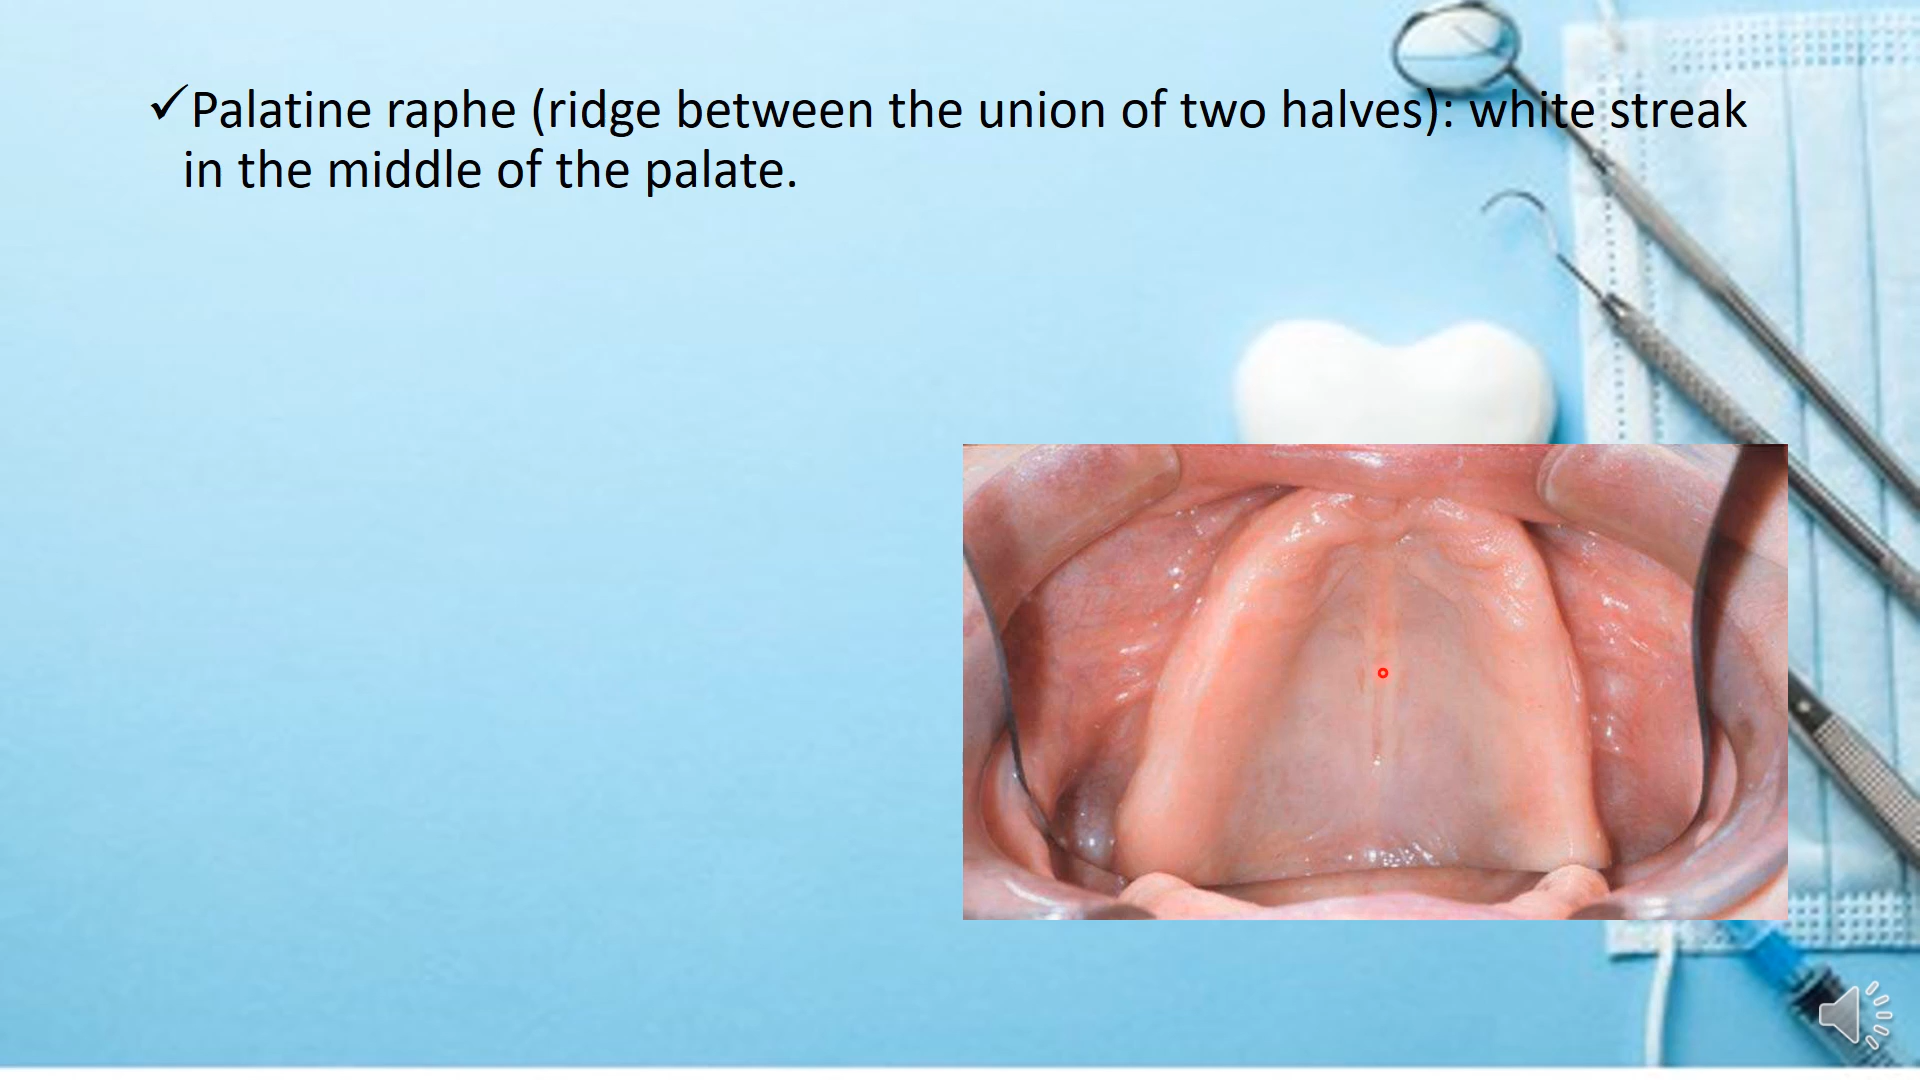 ✓Palatine raphe (ridge between the union of two halves): white streak
in the middle of the palate.